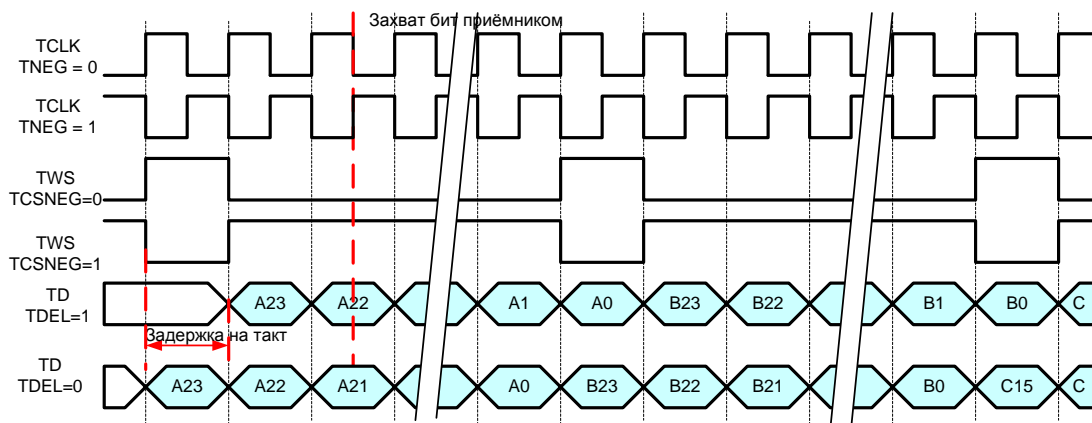 Захват бит приёмником
TCLK
TNEG = 0
TCLK
TNEG = 1
TWS
TCSNEG=0
TWS
TCSNEG=1
TD
TDEL=1
A23 A22 A1 A0 B23 B22 B1 B0 C
Задержка на такт
TD
TDEL=0
A23 A22 A21 A0 B23 B22 B21 B0 C15 C